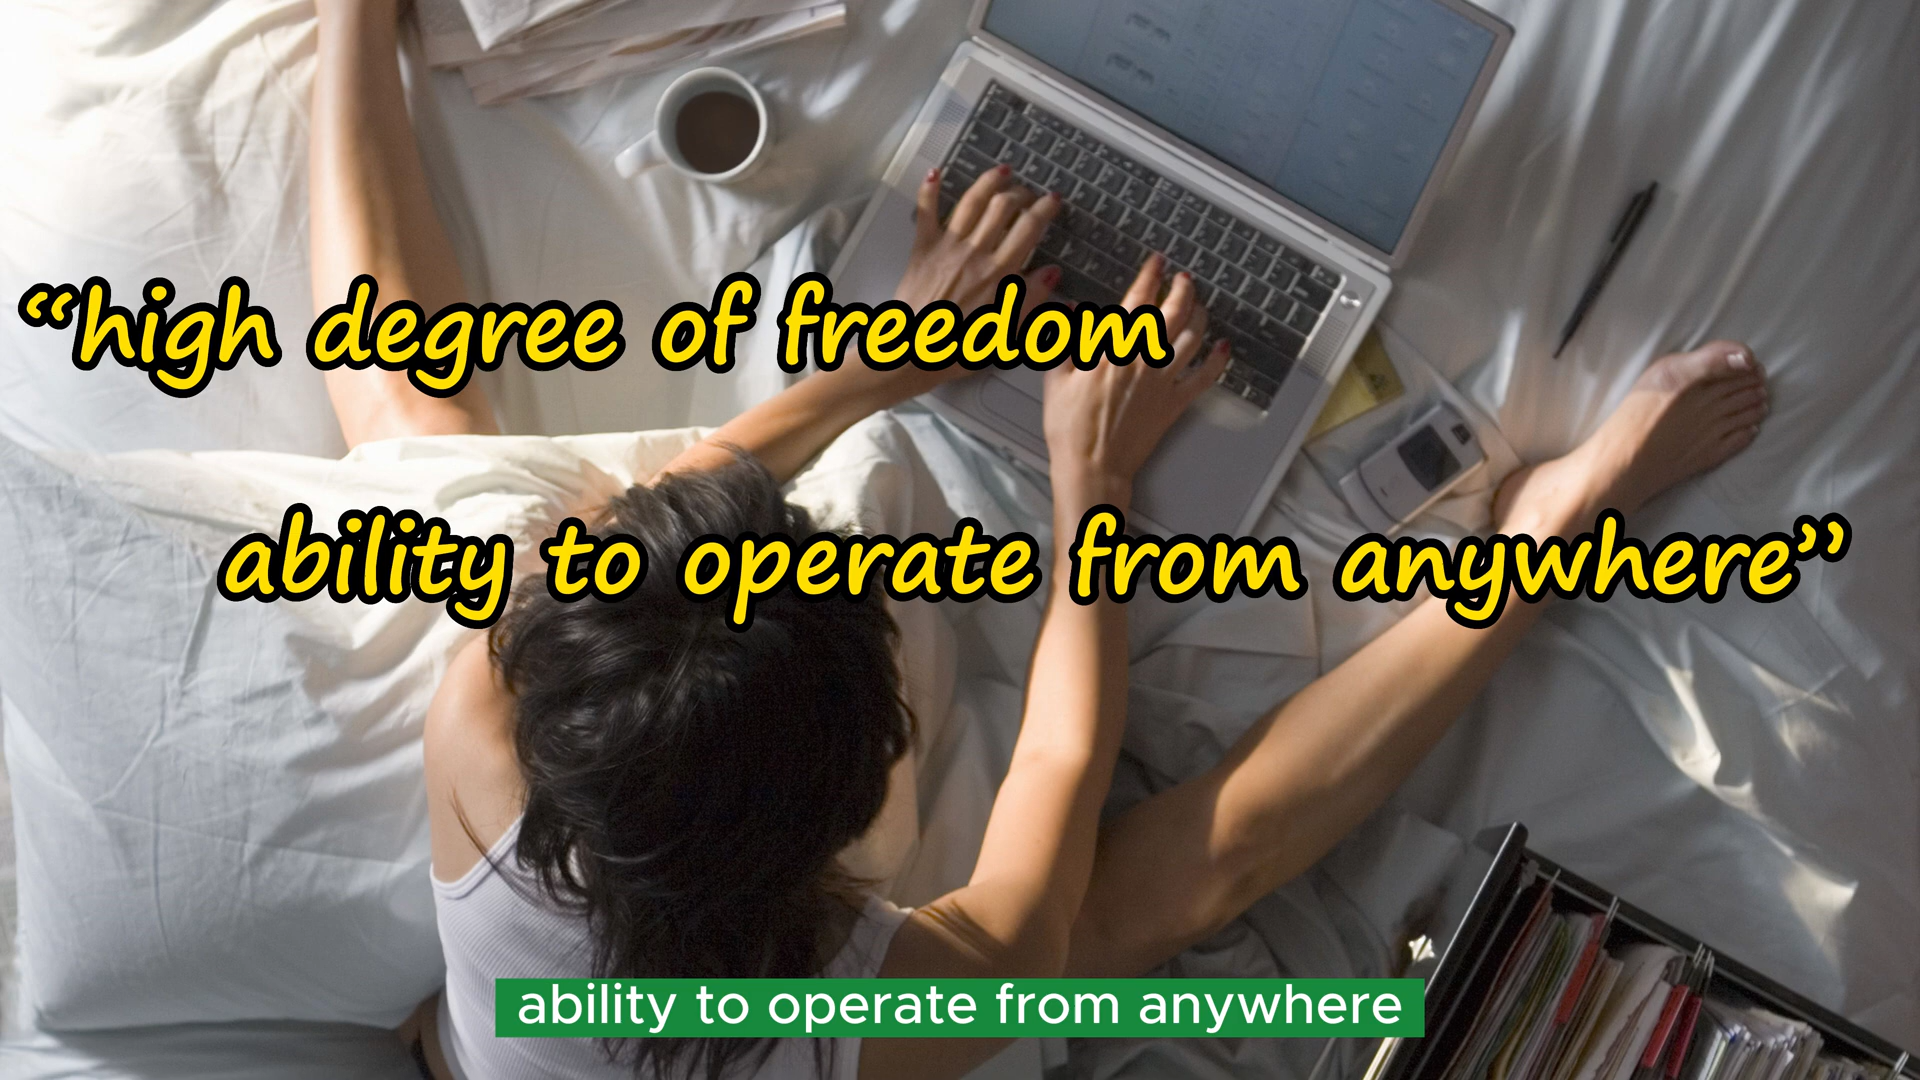 “high degree of freedom
ability to operate from anywhere”
ability to operate from anywhere